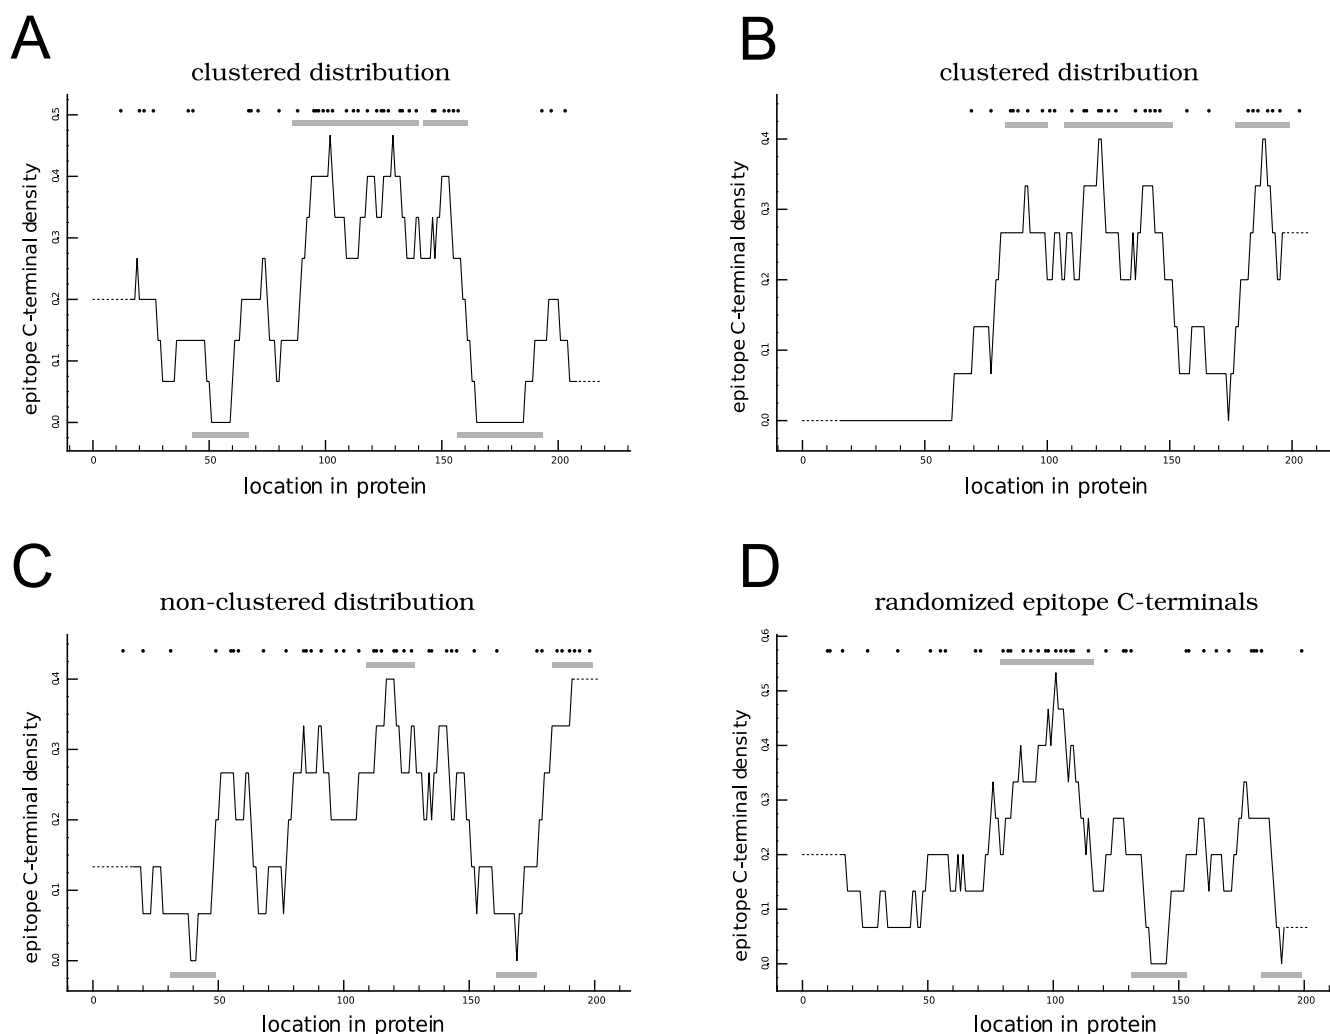 A
B
clustered distribution
clustered distribution
epitope C-terminal density
0.5
0.4
0.3
0.2
0.1
0.0
0 50 100 150 200
location in protein
epitope C-terminal density
0.4
0.3
0.2
0.1
0.0
0 50 100 150 200
location in protein
C
D
non-clustered distribution
randomized epitope C-terminals
epitope C-terminal density
0.4
0.3
0.2
0.1
0.0
0 50 100 150 200
location in protein
epitope C-terminal density
0.6
0.5
0.4
0.3
0.2
0.1
0.0
0 50 100 150 200
location in protein